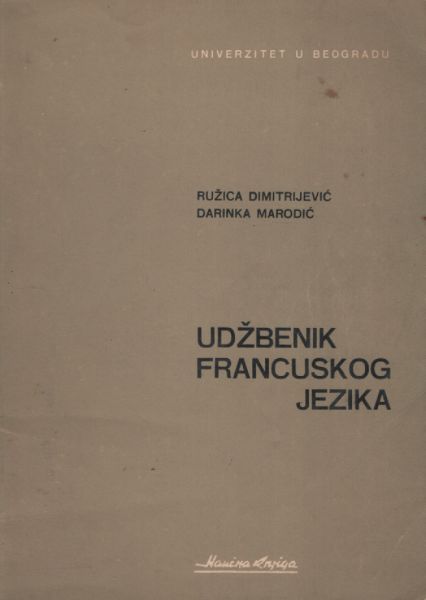 UNIVERZITET U BEOGRADU
RUŽICA DIMITRIJEVIĆ
DARINKA MARODIĆ
UDŽBENIK
FRANCUSKOG
JEZIKA
Naučna knjiga